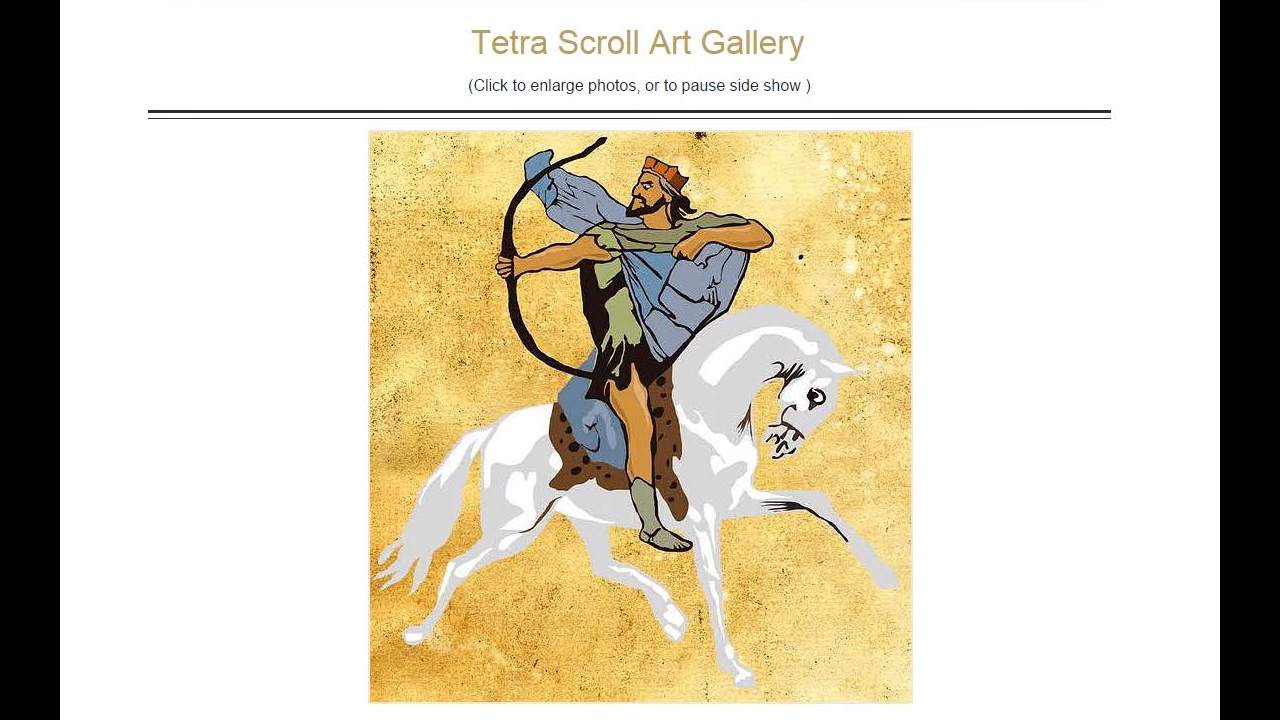 Tetra Scroll Art Gallery
(Click to enlarge photos, or to pause side show )